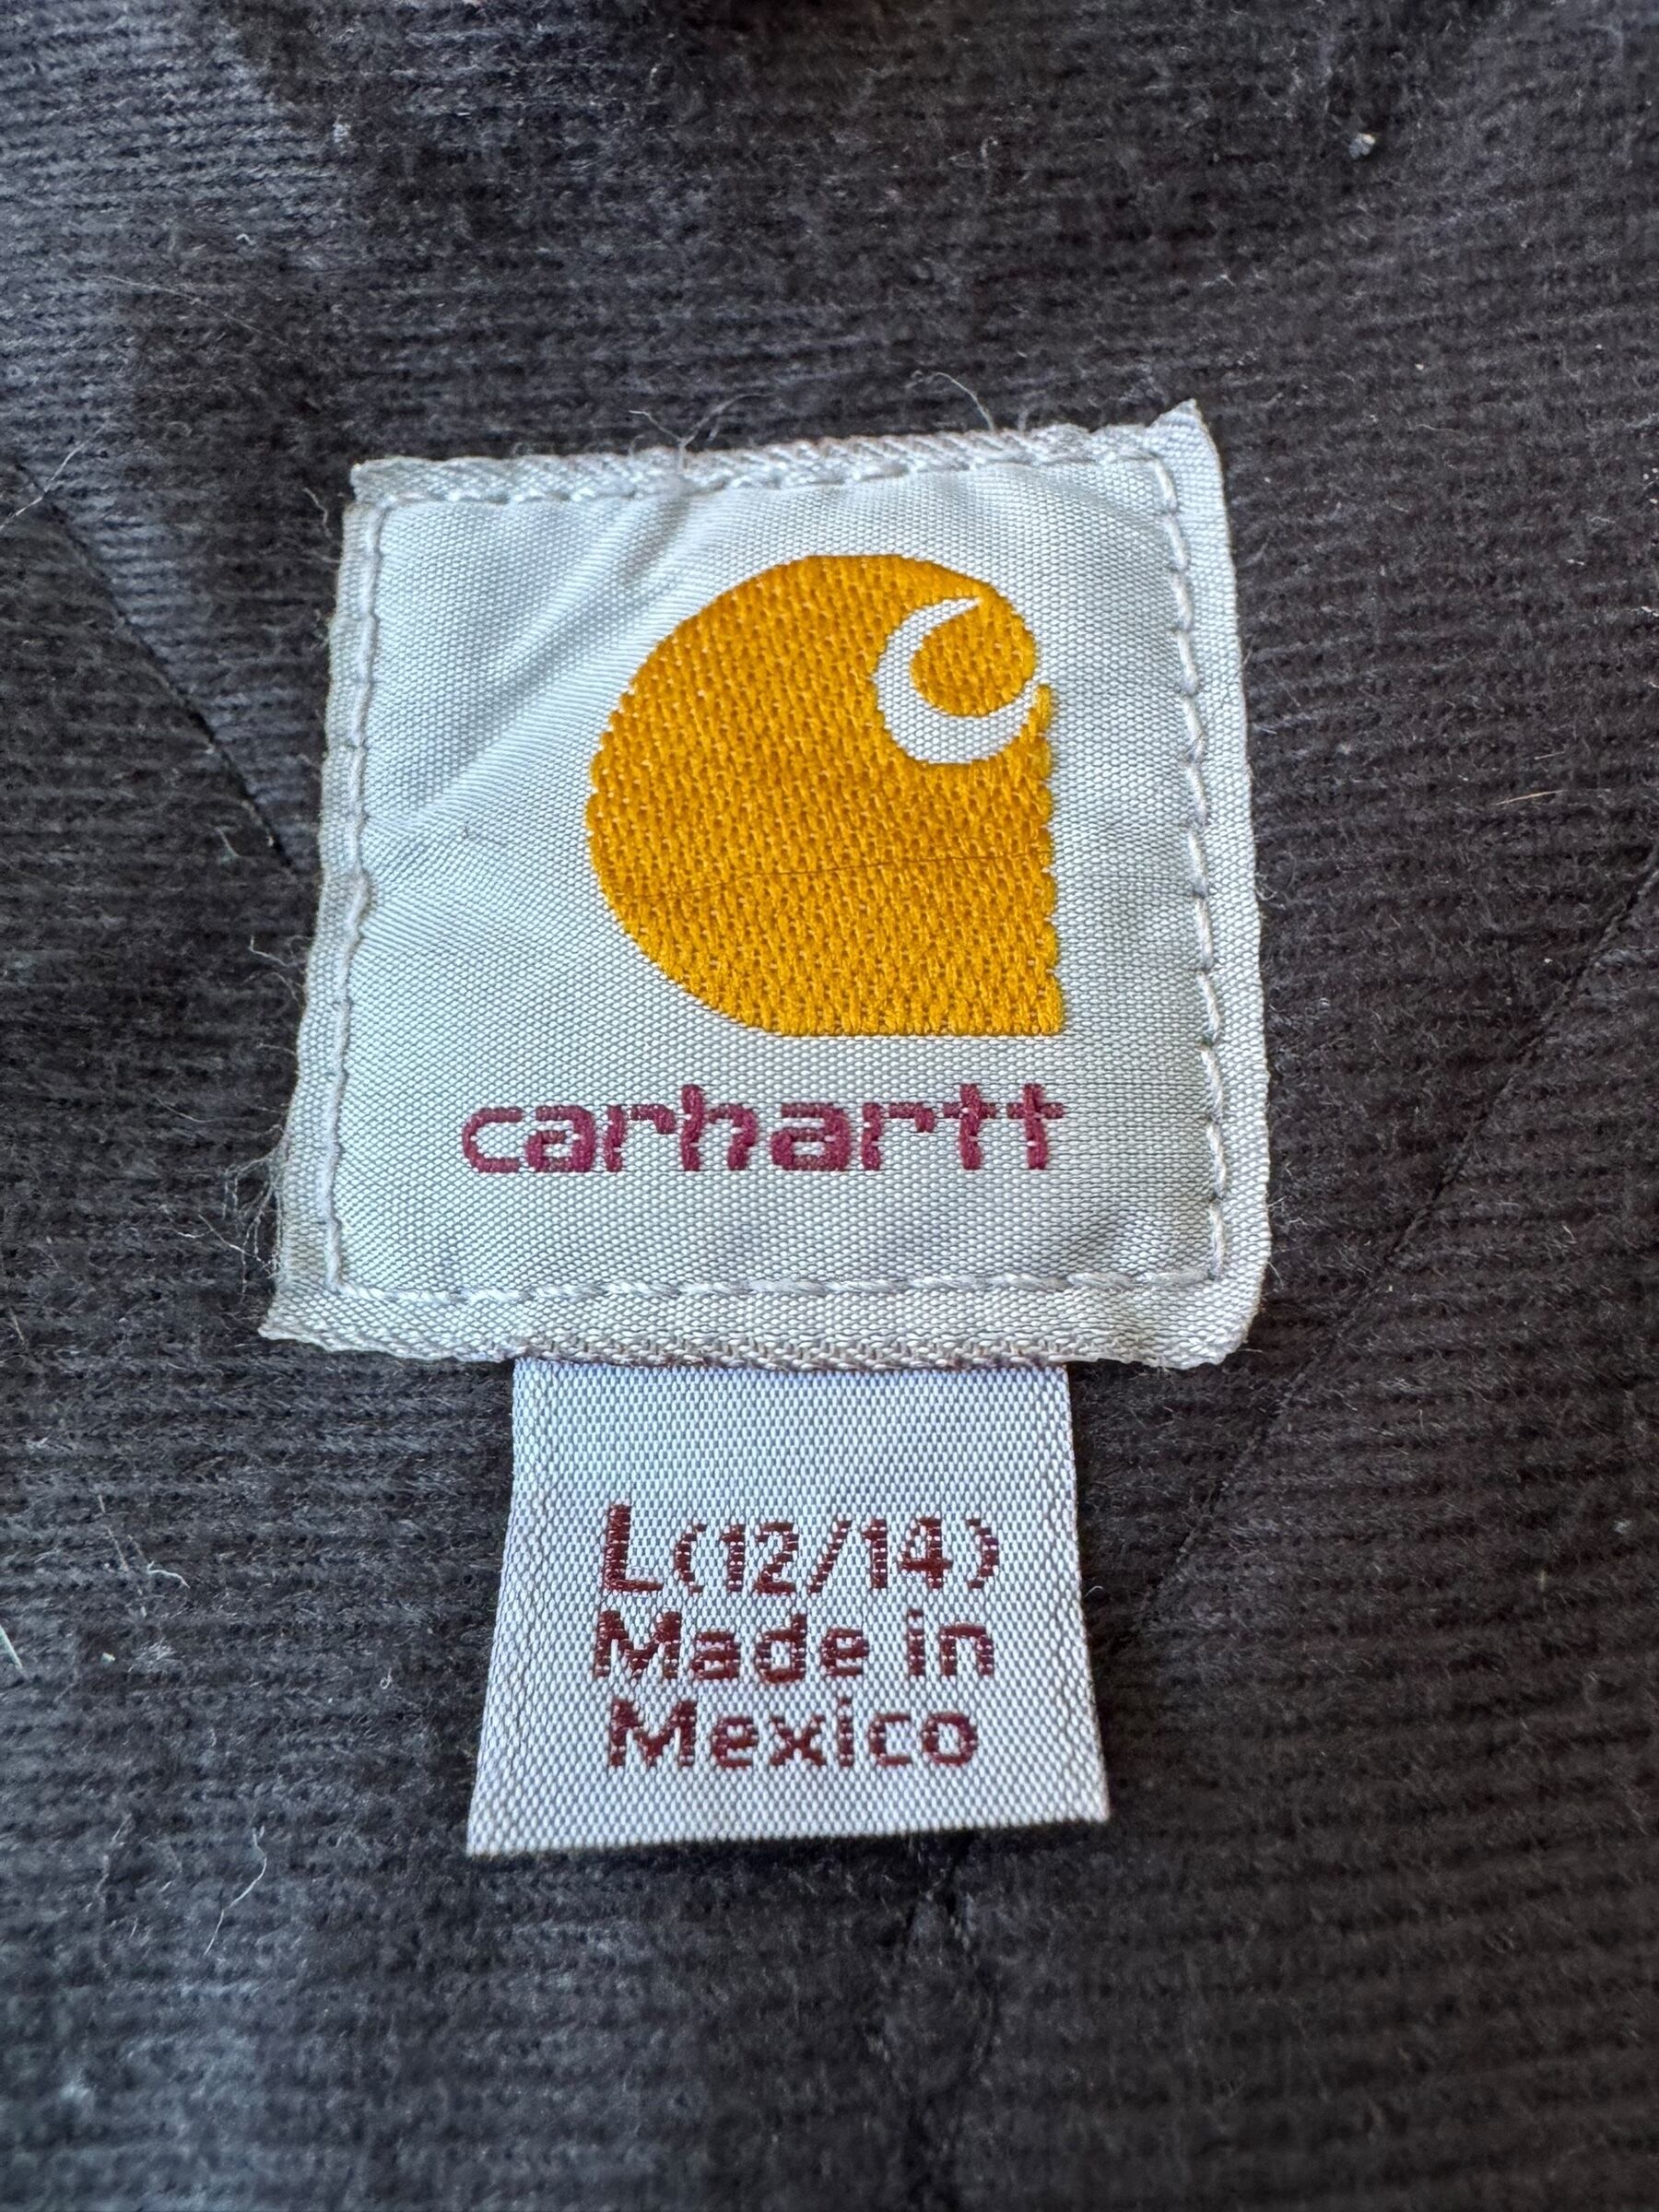 carhartt
L(12/14)
Made in
Mexico